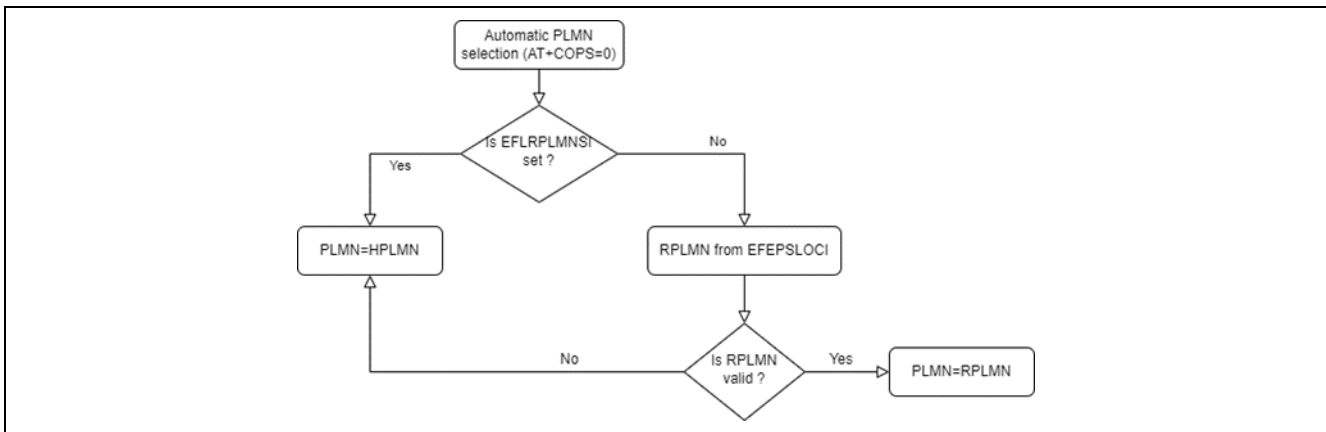 Automatic PLMN
selection (AT+COPS=0)
Is EFLRPLMNSI
set ?
Yes
No
PLMN=HPLMN
RPLMN from EFEPSLOCI
Is RPLMN
valid ?
No
Yes
PLMN=RPLMN